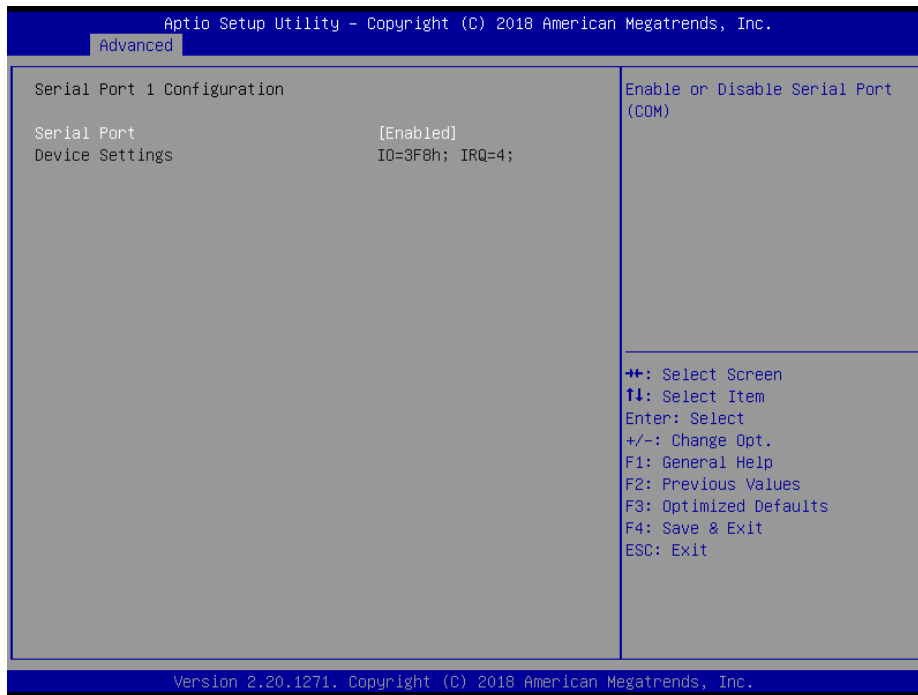 Aptio Setup Utility – Copyright (C) 2018 American Megatrends, Inc.
Advanced
Serial Port 1 Configuration
Serial Port [Enabled]
Device Settings IO=3F8h; IRQ=4;
Enable or Disable Serial Port
(COM)
→←: Select Screen
↑↓: Select Item
Enter: Select
+/-: Change Opt.
F1: General Help
F2: Previous Values
F3: Optimized Defaults
F4: Save & Exit
ESC: Exit
Version 2.20.1271. Copyright (C) 2018 American Megatrends, Inc.